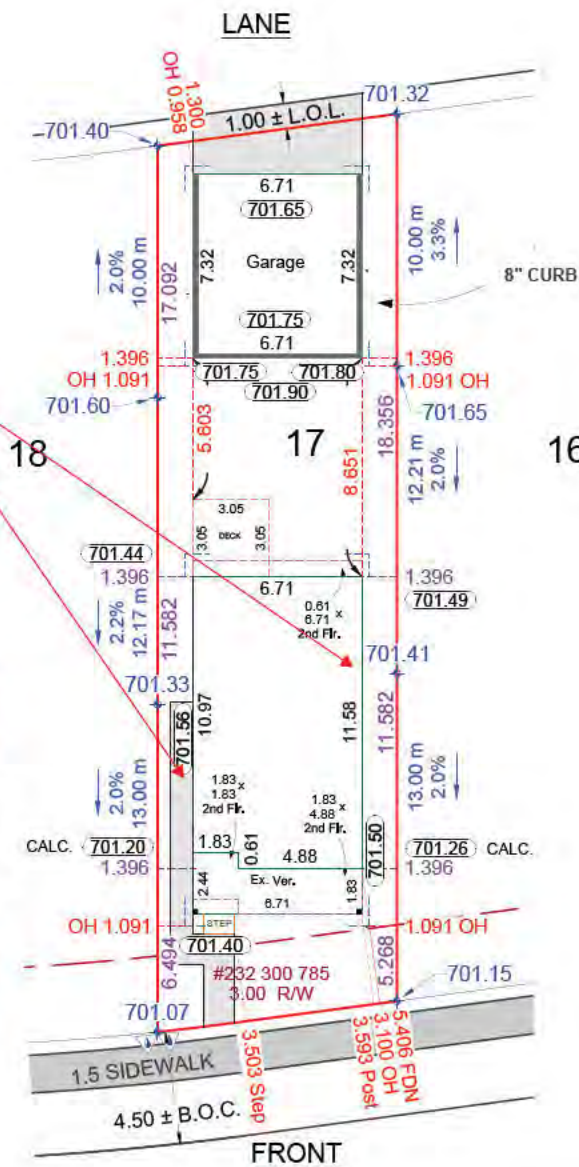 LANE
OH 0.958
1.300
1.00 ± L.O.L.
701.32
701.40
6.71
701.65
2.0%
10.00 m
17.092
7.32
Garage
7.32
10.00 m
3.3%
8" CURB
701.75
6.71
1.396
701.75
701.80
1.396
OH 1.091
701.90
1.091 OH
701.60
701.65
18
5.603
17
8.651
18.356
12.21 m
2.0%
16
3.05
3.05
DECK
3.05
701.44
1.396
6.71
1.396
0.61 x
6.71
2nd Flr.
701.49
2.2%
12.17 m
11.582
701.41
701.33
701.56
10.97
11.58
11.582
2.0%
13.00 m
1.83 x
1.83
2nd Flr.
1.83 x
4.88
2nd Flr.
13.00 m
2.0%
CALC.
701.20
1.83
0.61
4.88
701.50
701.26
CALC.
1.396
1.396
2.44
Ex. Ver.
1.83
6.71
OH 1.091
STEP
1.091 OH
701.40
6.494
#232 300 785
3.00 R/W
5.268
701.15
701.07
3.503 Step
3.593 Post
3.100 OH
5.406 FDN
1.5 SIDEWALK
4.50 ± B.O.C.
FRONT